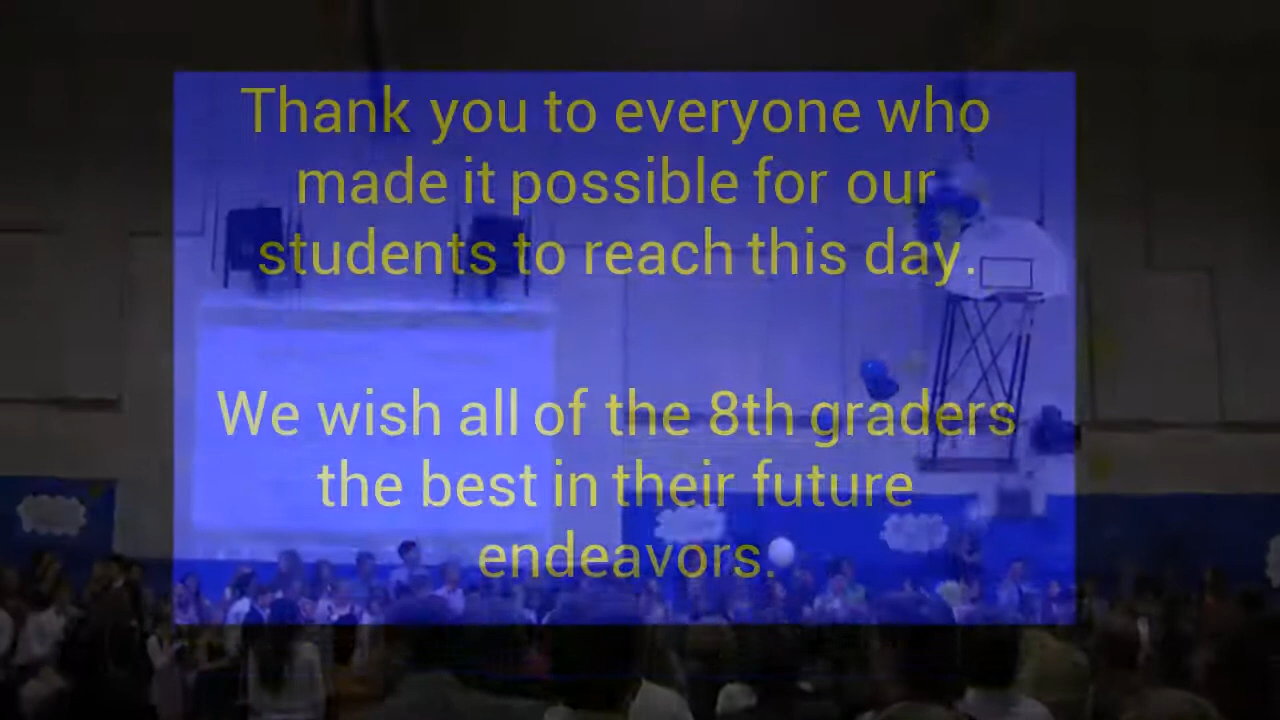 Thank you to everyone who
made it possible for our
students to reach this day.
We wish all of the 8th graders
the best in their future
endeavors.